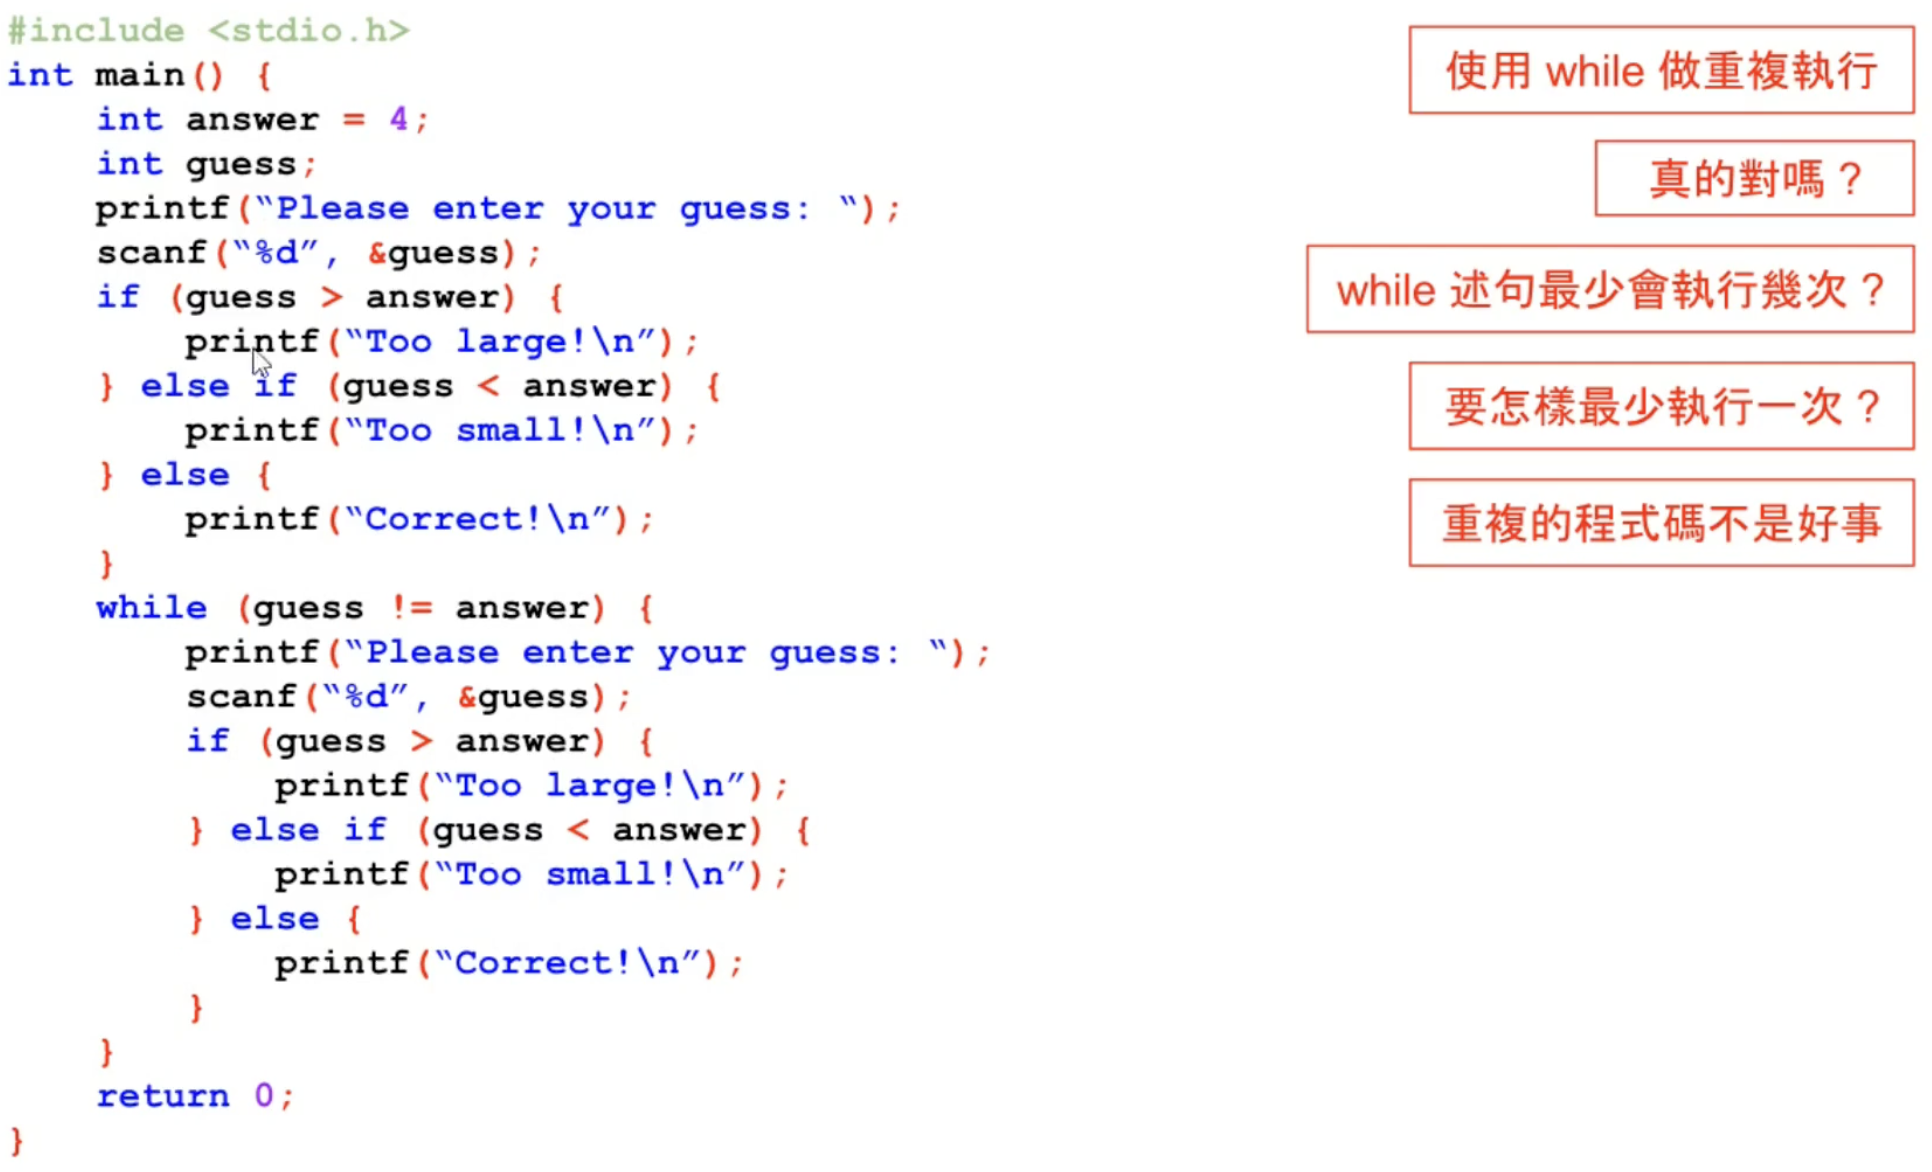 #include <stdio.h>
int main() {
    int answer = 4;
    int guess;
    printf(“Please enter your guess: “);
    scanf(“%d”, &guess);
    if (guess > answer) {
        printf(“Too large!\n”);
    } else if (guess < answer) {
        printf(“Too small!\n”);
    } else {
        printf(“Correct!\n”);
    }
    while (guess != answer) {
        printf(“Please enter your guess: “);
        scanf(“%d”, &guess);
        if (guess > answer) {
            printf(“Too large!\n”);
        } else if (guess < answer) {
            printf(“Too small!\n”);
        } else {
            printf(“Correct!\n”);
        }
    }
    return 0;
}
使用 while 做重複執行
真的對嗎？
while 述句最少會執行幾次？
要怎樣最少執行一次？
重複的程式碼不是好事